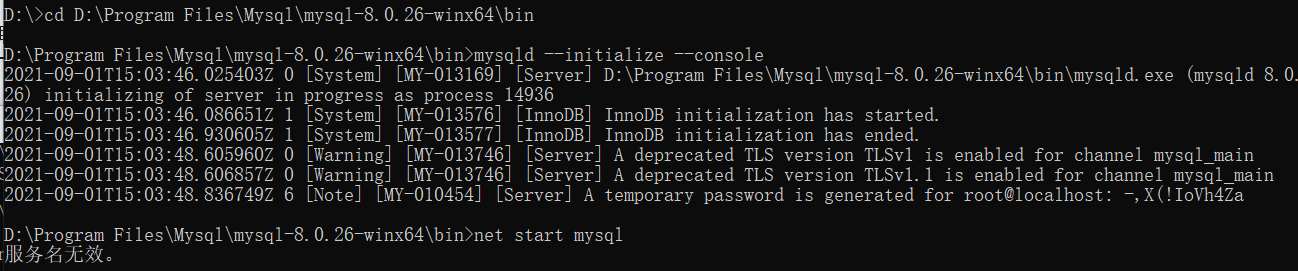 D:\>cd D:\Program Files\Mysql\mysql-8.0.26-winx64\bin
D:\Program Files\Mysql\mysql-8.0.26-winx64\bin>mysqld --initialize --console
2021-09-01T15:03:46.025403Z 0 [System] [MY-013169] [Server] D:\Program Files\Mysql\mysql-8.0.26-winx64\bin\mysqld.exe (mysqld 8.0.
26) initializing of server in progress as process 14936
2021-09-01T15:03:46.086651Z 1 [System] [MY-013576] [InnoDB] InnoDB initialization has started.
2021-09-01T15:03:46.930605Z 1 [System] [MY-013577] [InnoDB] InnoDB initialization has ended.
2021-09-01T15:03:48.605960Z 0 [Warning] [MY-013746] [Server] A deprecated TLS version TLSv1 is enabled for channel mysql_main
2021-09-01T15:03:48.606857Z 0 [Warning] [MY-013746] [Server] A deprecated TLS version TLSv1.1 is enabled for channel mysql_main
2021-09-01T15:03:48.836749Z 6 [Note] [MY-010454] [Server] A temporary password is generated for root@localhost: -,X(!IoVh4Za
D:\Program Files\Mysql\mysql-8.0.26-winx64\bin>net start mysql
服务名无效。